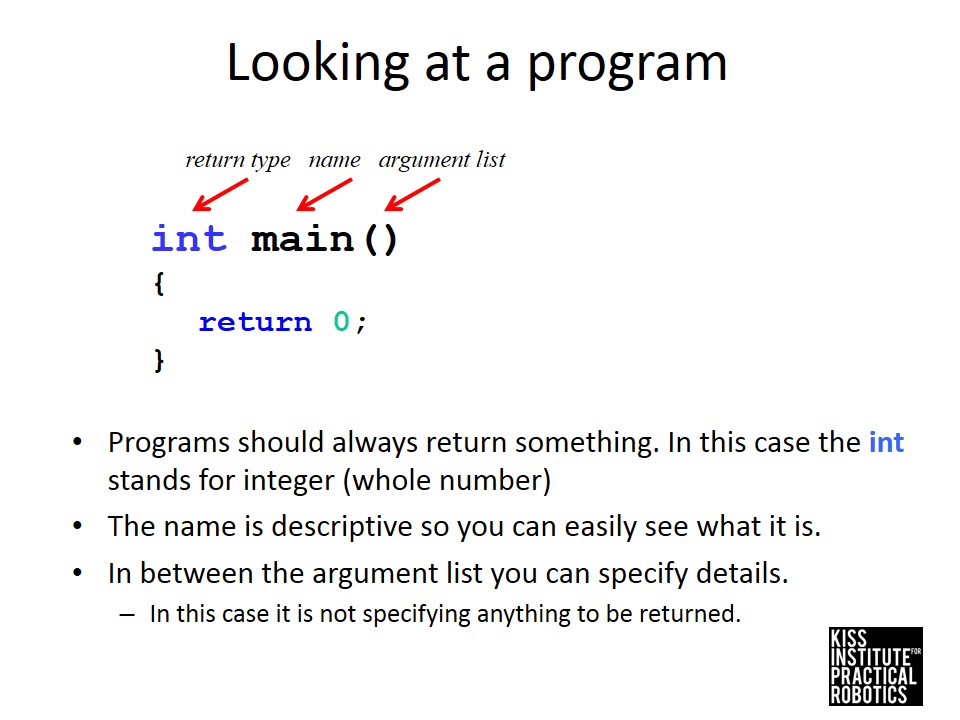 Looking at a program
return type name argument list
int main()
{
return 0;
}
• Programs should always return something. In this case the int
stands for integer (whole number)
• The name is descriptive so you can easily see what it is.
• In between the argument list you can specify details.
– In this case it is not specifying anything to be returned.
KISS
INSTITUTE FOR
PRACTICAL
ROBOTICS